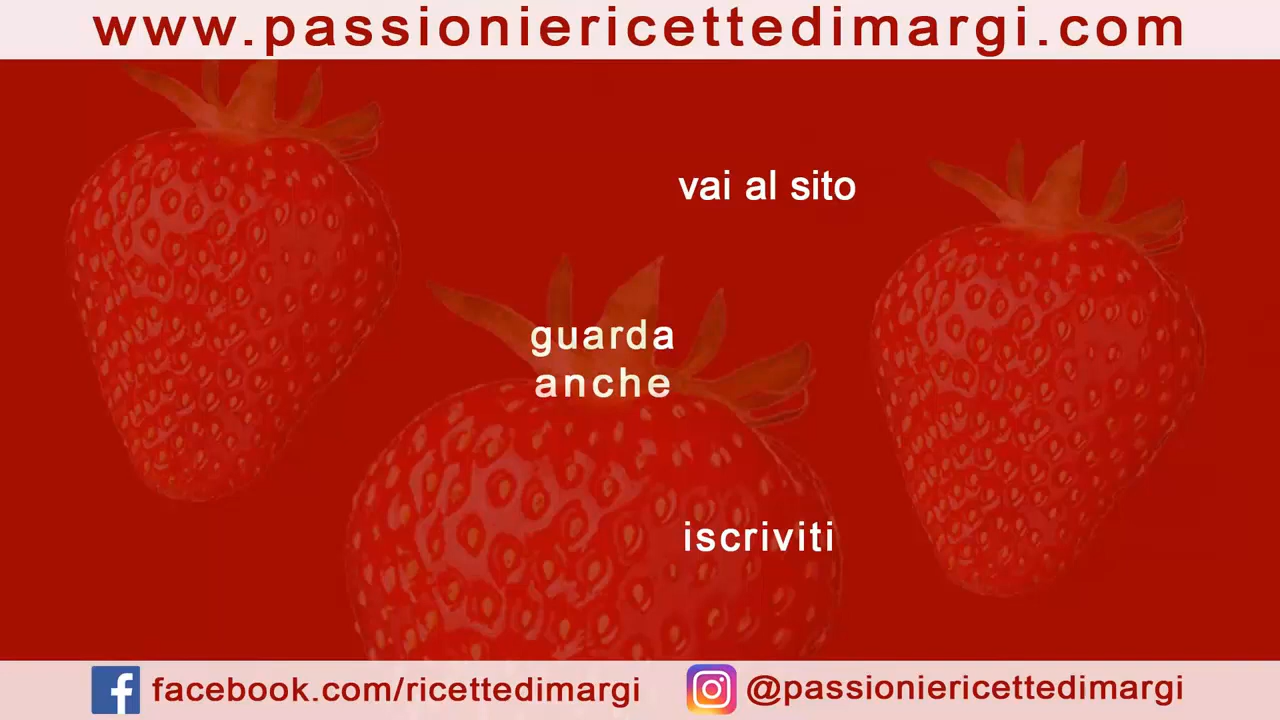 www.passioniericettedimargi.com
vai al sito
guarda
anche
iscriviti
facebook.com/ricettedimargi
@passioniericettedimargi